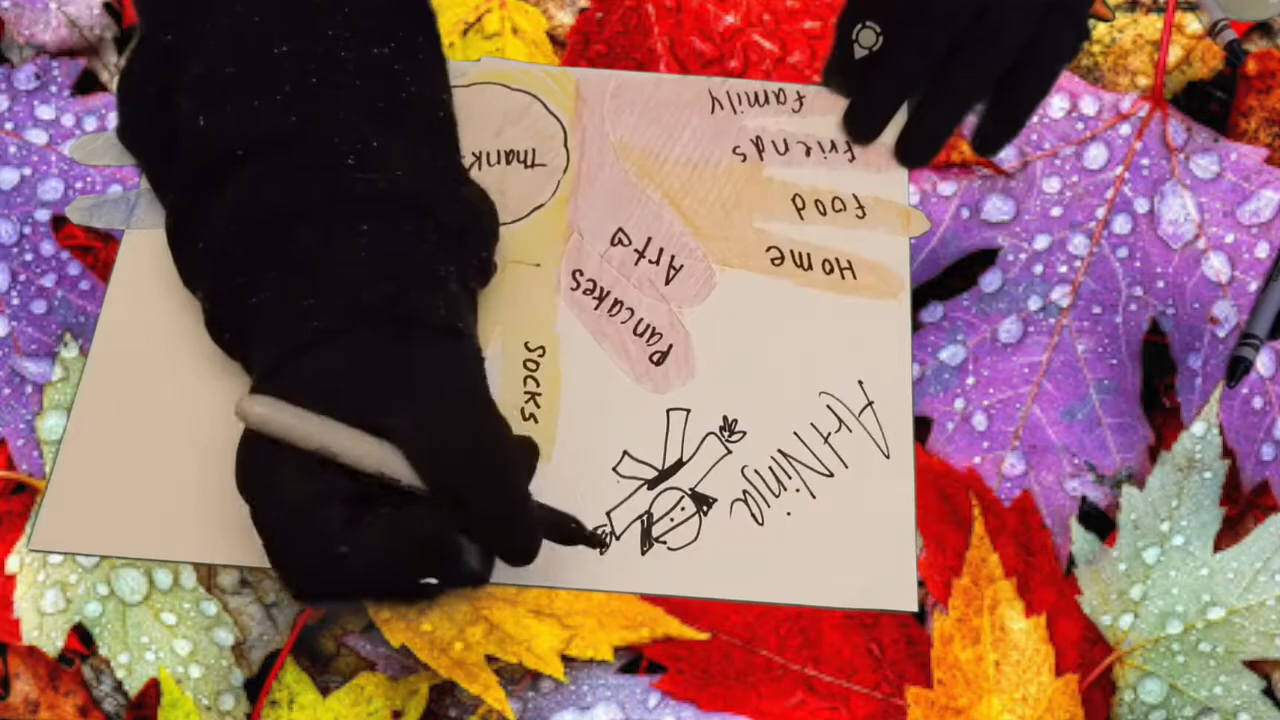 Family
Friends
Food
Home
Art
Pancakes
Thank
Socks
ArtNinja